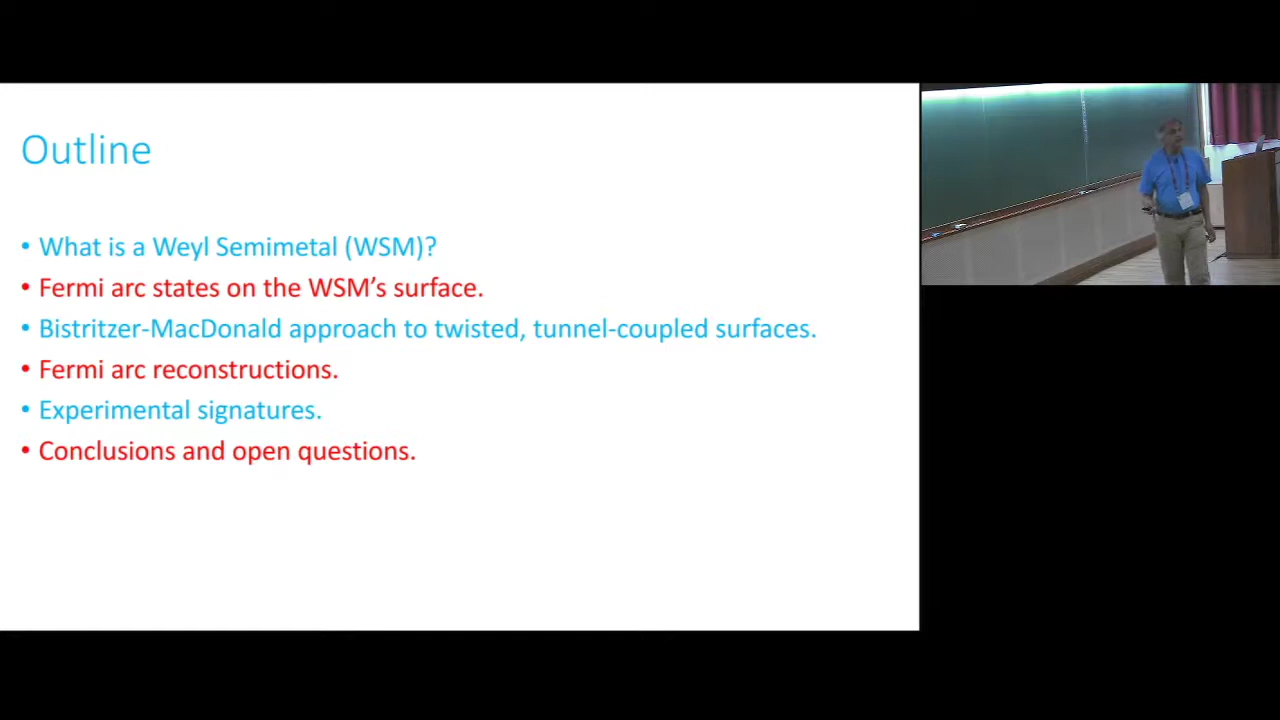 Outline
• What is a Weyl Semimetal (WSM)?
• Fermi arc states on the WSM’s surface.
• Bistritzer-MacDonald approach to twisted, tunnel-coupled surfaces.
• Fermi arc reconstructions.
• Experimental signatures.
• Conclusions and open questions.